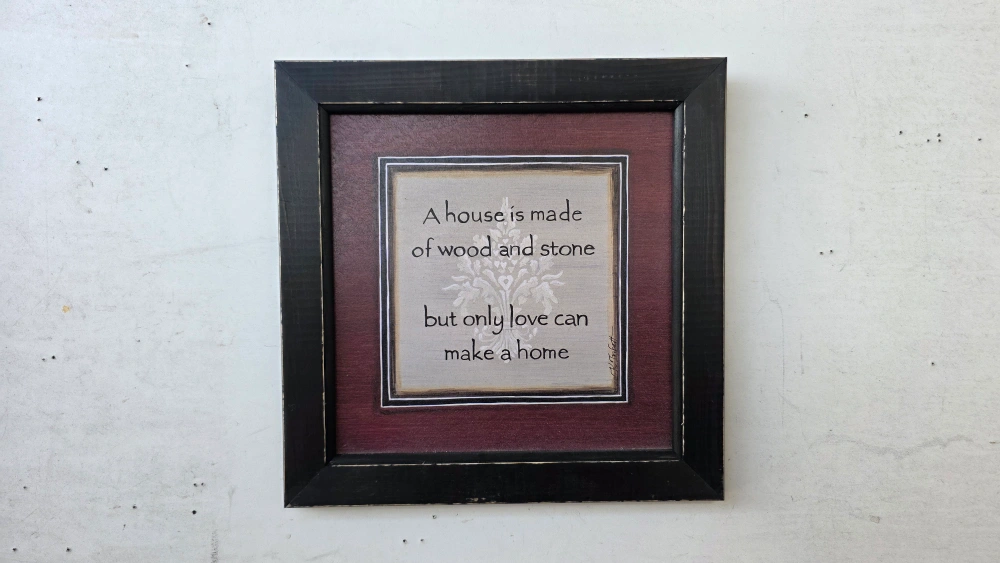 A house is made
of wood and stone
but only love can
make a home